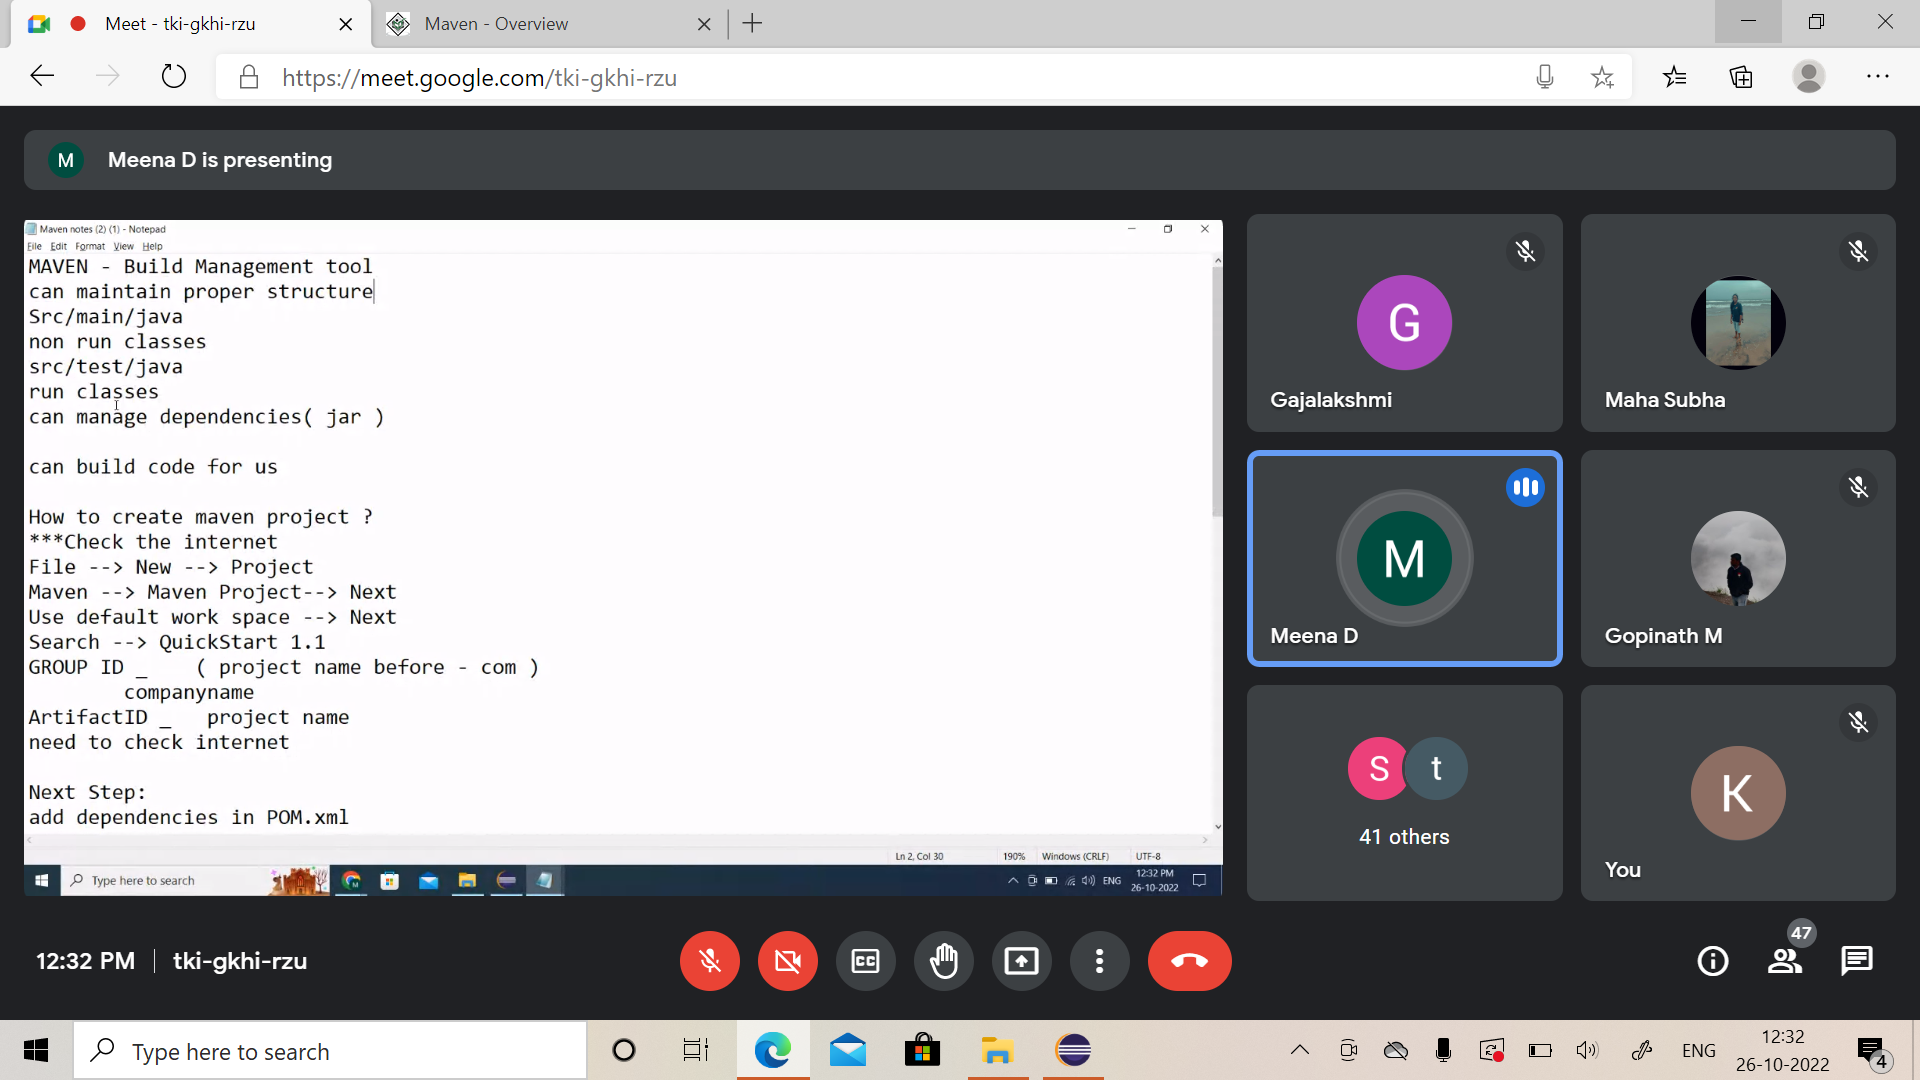 Meet - tki-gkhi-rzu
Maven - Overview
https://meet.google.com/tki-gkhi-rzu
M
Meena D is presenting
Maven notes (2) (1) - Notepad
File Edit Format View Help
MAVEN - Build Management tool
can maintain proper structure
Src/main/java
non run classes
src/test/java
run classes
can manage dependencies( jar )
can build code for us
How to create maven project ?
***Check the internet
File --> New --> Project
Maven --> Maven Project--> Next
Use default work space --> Next
Search --> QuickStart 1.1
GROUP ID _ ( project name before - com )
companyname
ArtifactID _ project name
need to check internet
Next Step:
add dependencies in POM.xml
Ln 2, Col 30 190% Windows (CRLF) UTF-8
Type here to search
ENG
12:32 PM
26-10-2022
G
Gajalakshmi
Maha Subha
M
Meena D
Gopinath M
S t
41 others
K
You
12:32 PM tki-gkhi-rzu
CC
47
Type here to search
ENG
12:32
26-10-2022
4